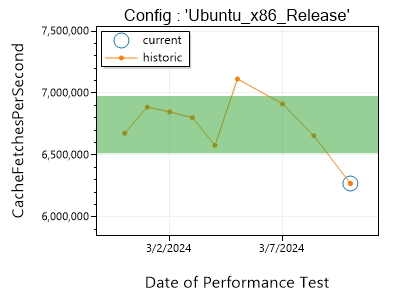 Config : 'Ubuntu_x86_Release'
7,500,000
7,000,000
6,500,000
6,000,000
CacheFetchesPerSecond
current
historic
3/2/2024
3/7/2024
Date of Performance Test